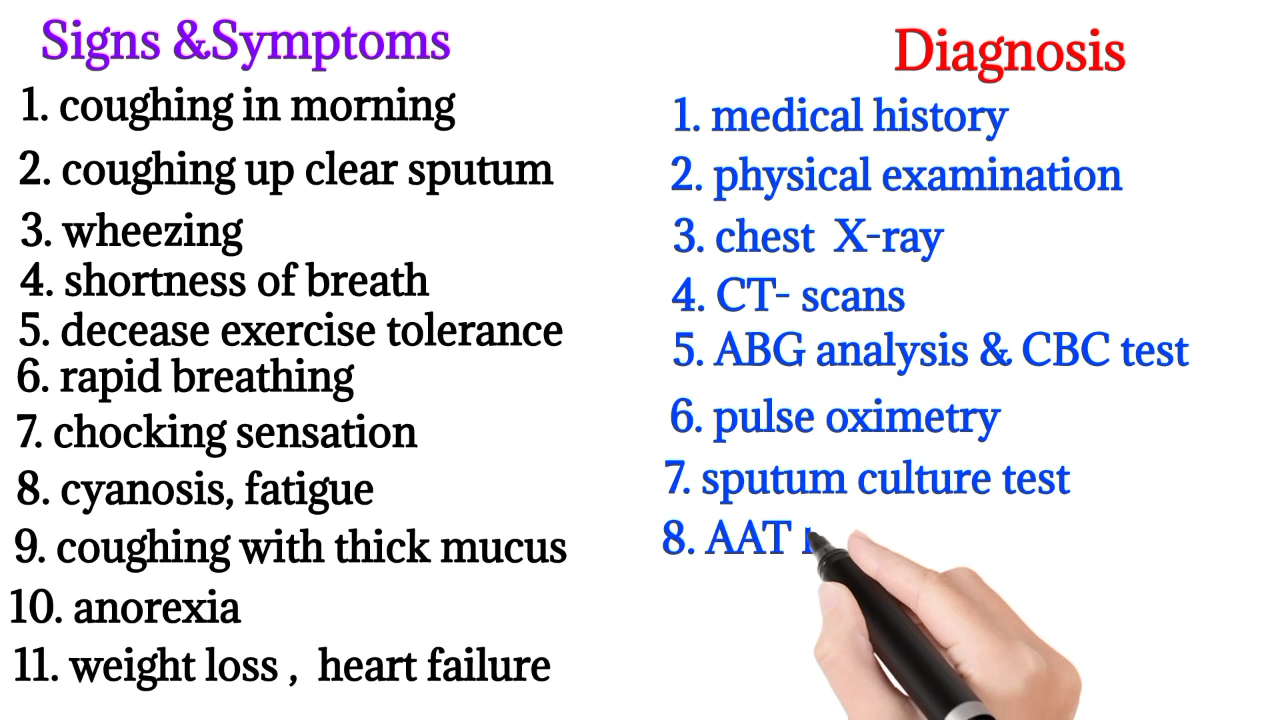 Signs &Symptoms
1. coughing in morning
2. coughing up clear sputum
3. wheezing
4. shortness of breath
5. decease exercise tolerance
6. rapid breathing
7. chocking sensation
8. cyanosis, fatigue
9. coughing with thick mucus
10. anorexia
11. weight loss , heart failure
Diagnosis
1. medical history
2. physical examination
3. chest X-ray
4. CT- scans
5. ABG analysis & CBC test
6. pulse oximetry
7. sputum culture test
8. AAT